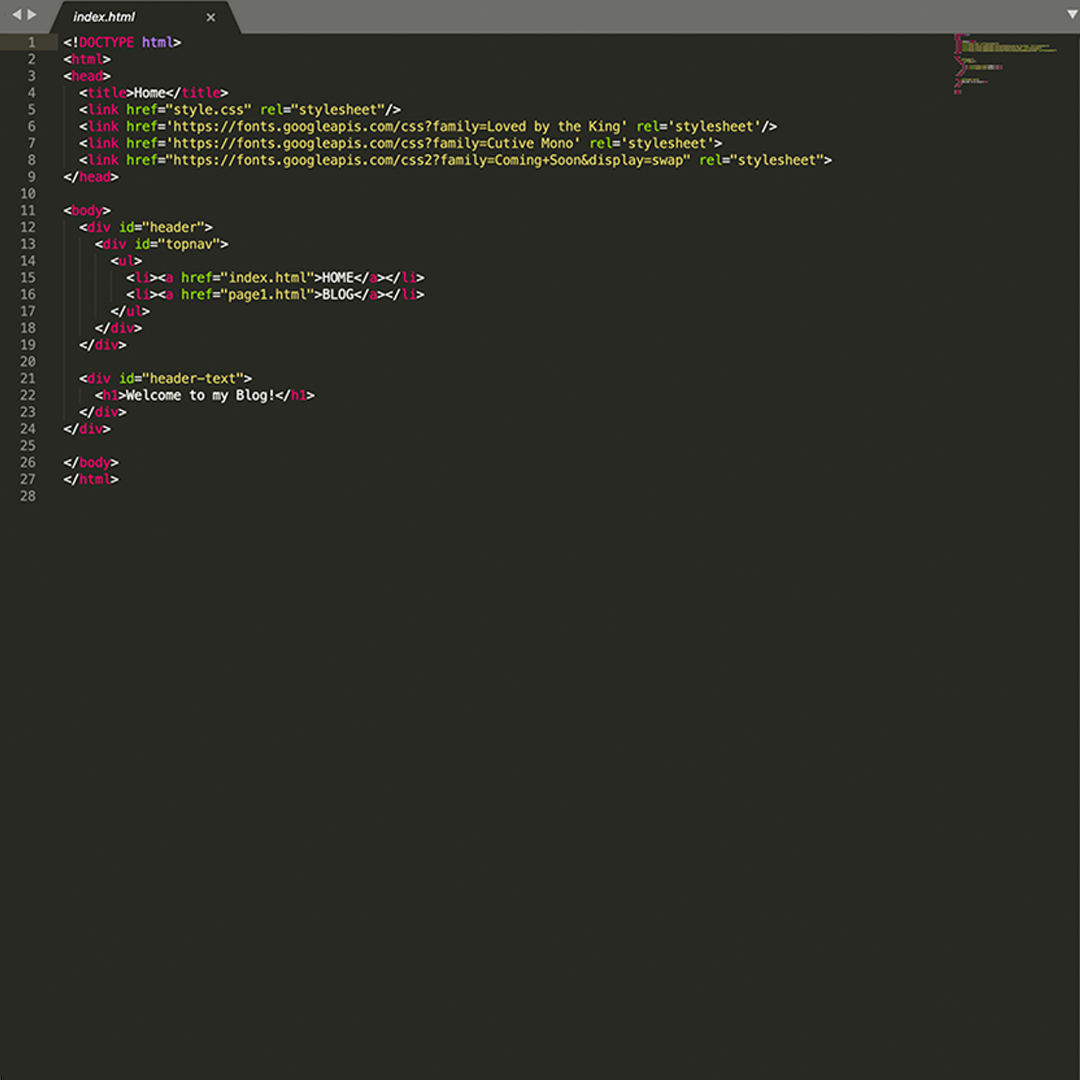 index.html ×
1 <!DOCTYPE html>
2 <html>
3 <head>
4 <title>Home</title>
5 <link href="style.css" rel="stylesheet"/>
6 <link href='https://fonts.googleapis.com/css?family=Loved by the King' rel='stylesheet'/>
7 <link href='https://fonts.googleapis.com/css?family=Cutive Mono' rel='stylesheet'>
8 <link href="https://fonts.googleapis.com/css2?family=Coming+Soon&display=swap" rel="stylesheet">
9 </head>
10
11 <body>
12 <div id="header">
13 <div id="topnav">
14 <ul>
15 <li><a href="index.html">HOME</a></li>
16 <li><a href="page1.html">BLOG</a></li>
17 </ul>
18 </div>
19 </div>
20
21 <div id="header-text">
22 <h1>Welcome to my Blog!</h1>
23 </div>
24 </div>
25
26 </body>
27 </html>
28